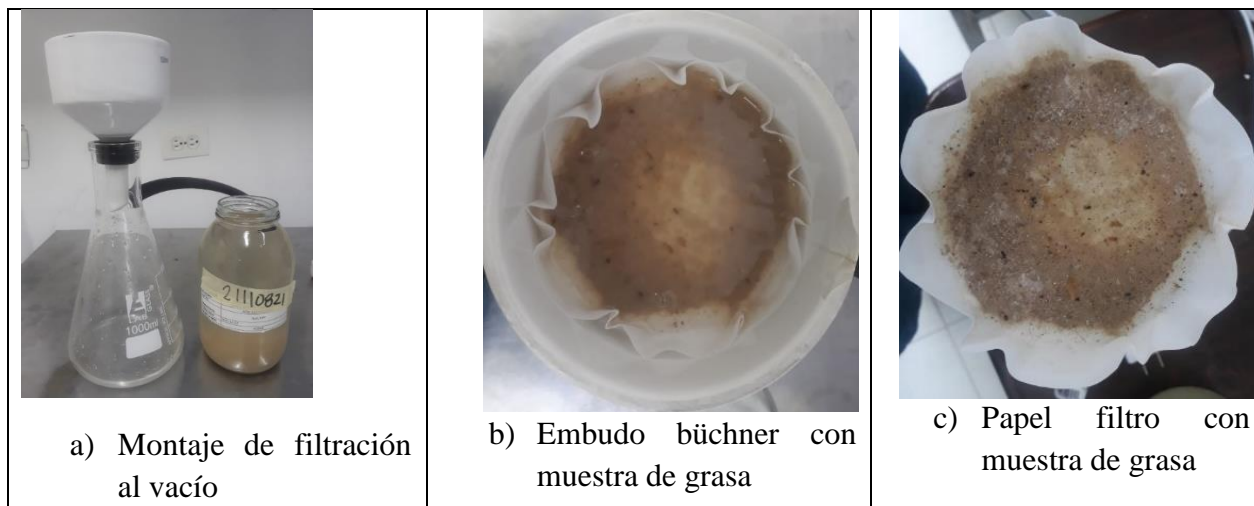 21110821
1000ml
a) Montaje de filtración
al vacío
b) Embudo büchner con
muestra de grasa
c) Papel filtro con
muestra de grasa